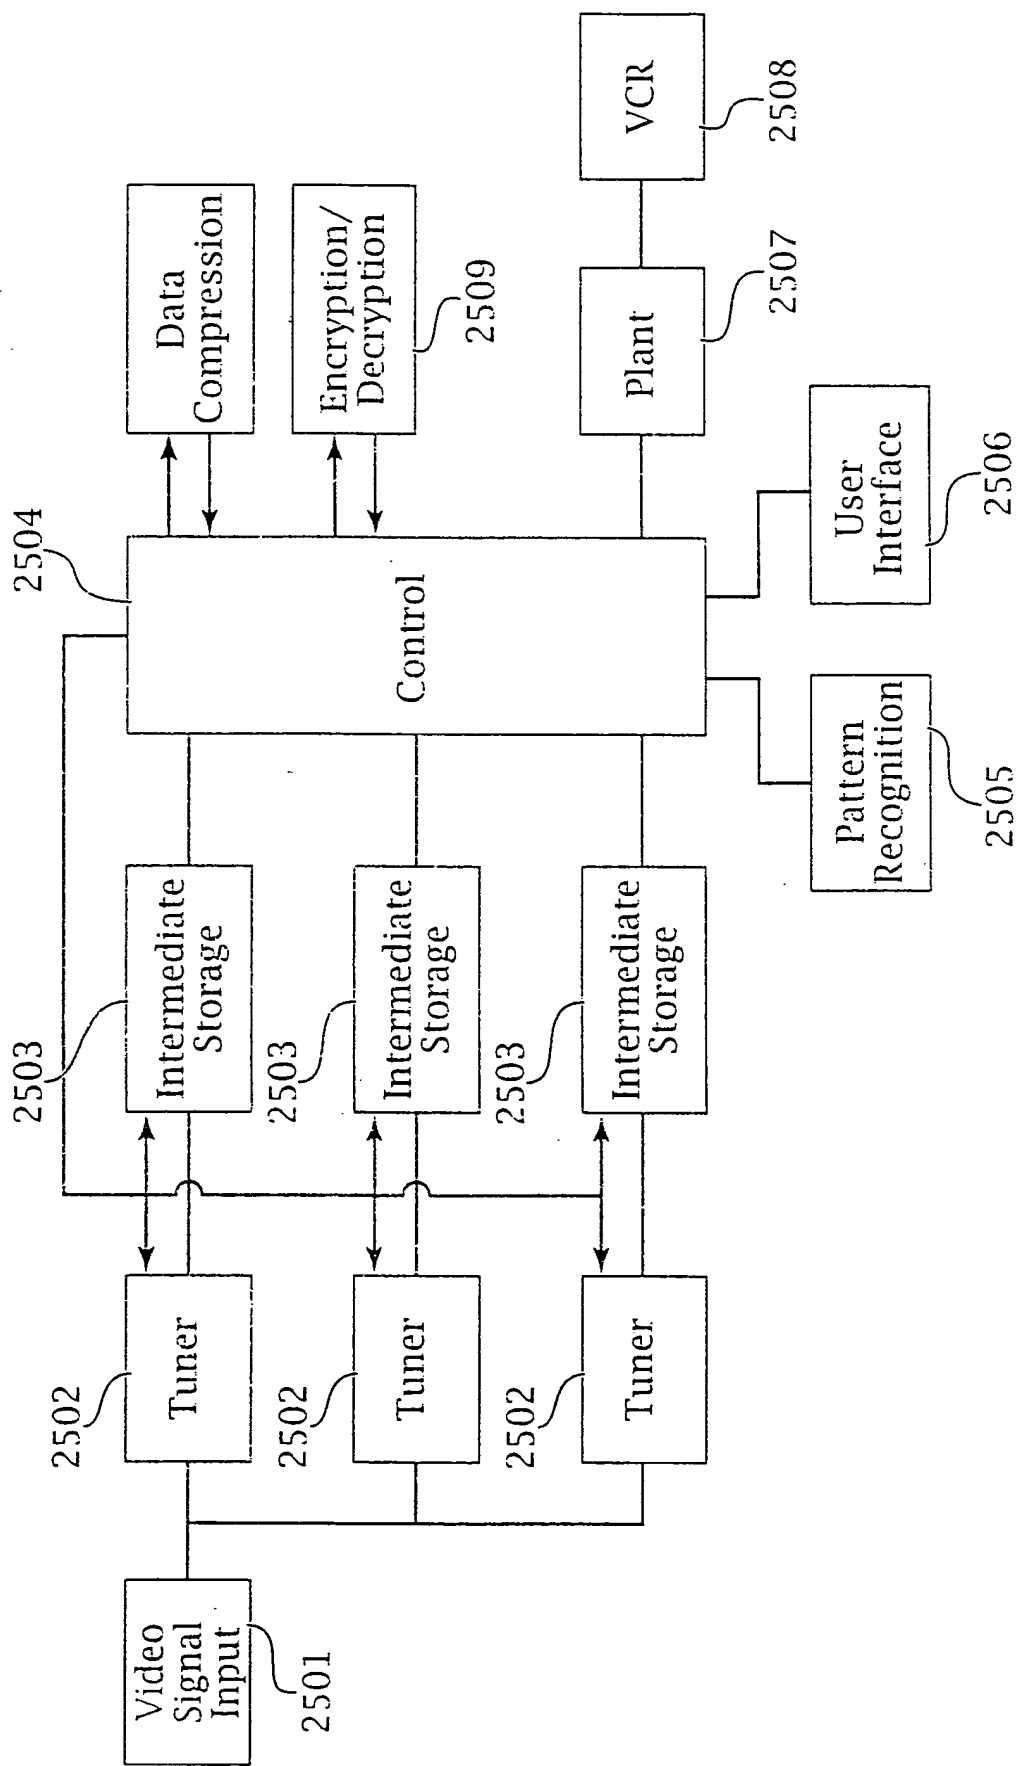 2504
Data
Compression
2503
Intermediate
Storage
2502
Tuner
Video
Signal
Input
2501
Encryption/
Decryption
2509
Control
2503
Intermediate
Storage
2502
Tuner
VCR
2508
Plant
2507
2503
Intermediate
Storage
2502
Tuner
User
Interface
2506
Pattern
Recognition
2505